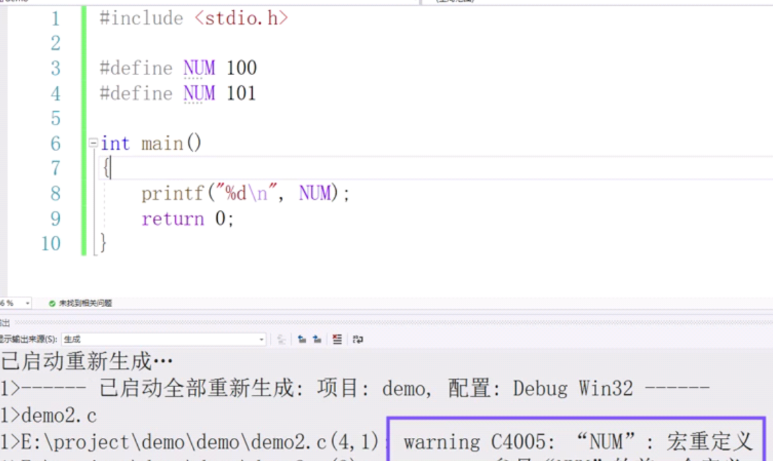 1 #include <stdio.h>
2
3 #define NUM 100
4 #define NUM 101
5
6 int main()
7 {
8 printf("%d\n", NUM);
9 return 0;
10 }
6 % 未找到相关问题
显示输出来源(S): 生成
已启动重新生成…
1>------ 已启动全部重新生成: 项目: demo, 配置: Debug Win32 ------
1>demo2.c
1>E:\project\demo\demo\demo2.c(4,1): warning C4005: “NUM”: 宏重定义